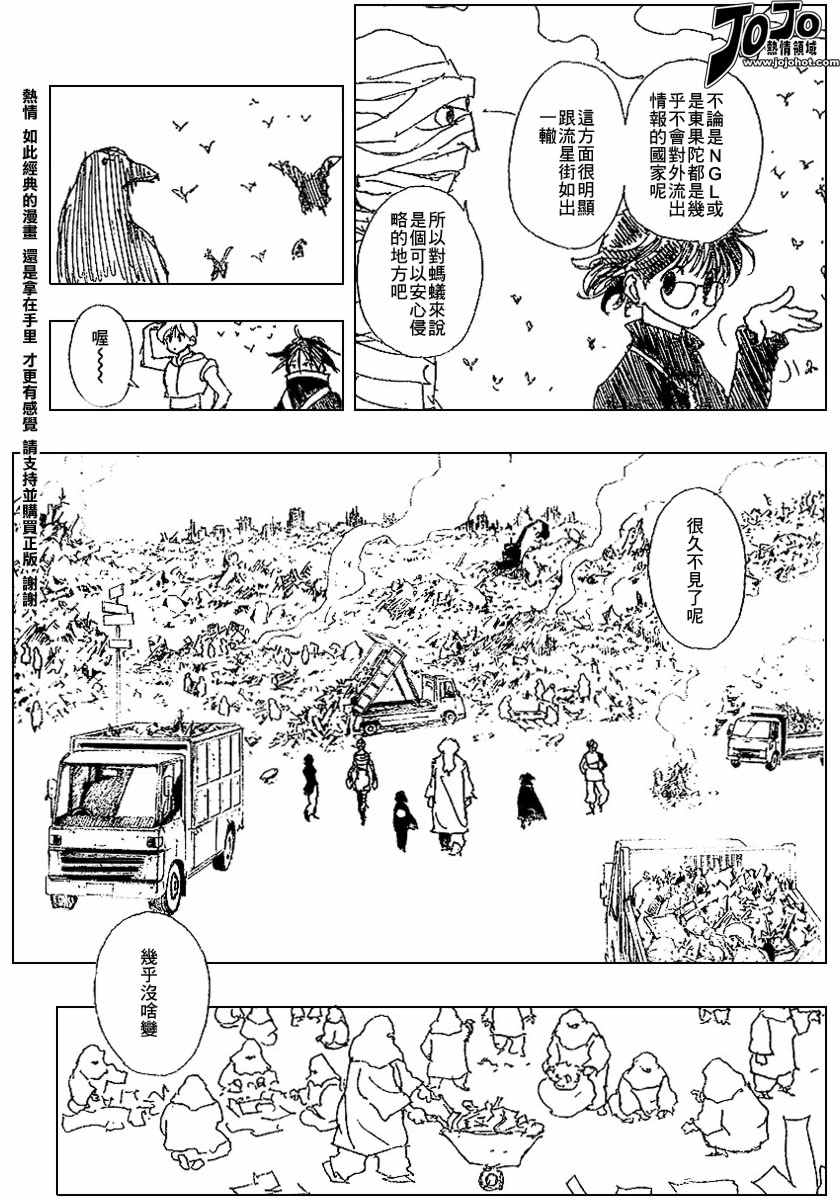 JOJO
熱情領域
www.jojohot.com
不論是NGL或
是東果陀都是幾
乎不會對外流出
情報的國家呢
這方面很明顯
跟流星街如出
一轍
所以對螞蟻來說
是個可以安心侵
略的地方吧
喔~~~
熱情 如此經典的漫畫 還是拿在手里 才更有感覺 請支持並購買正版 謝謝
很久不見了呢
幾乎沒啥變